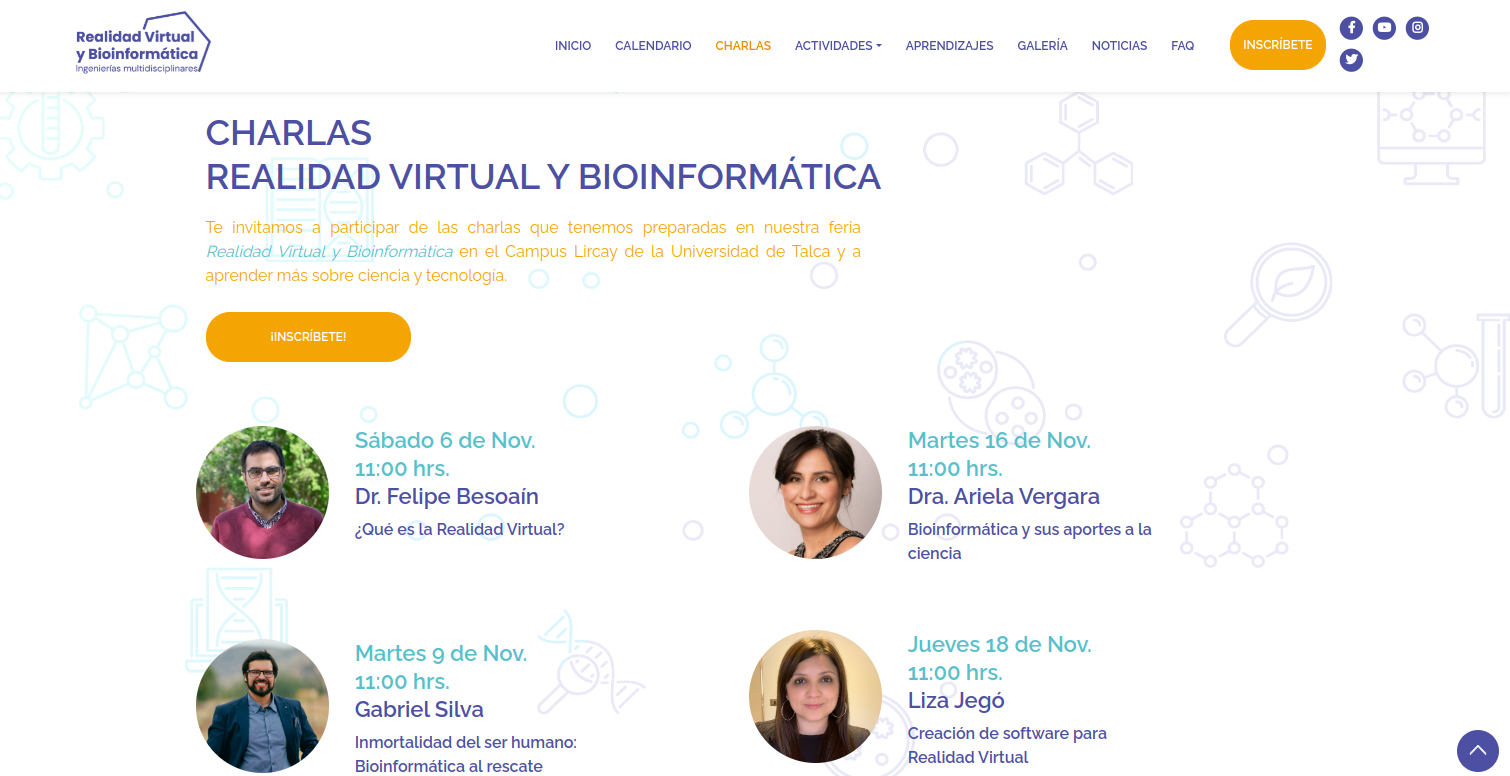 Realidad Virtual
y Bioinformática
Ingenierías multidisciplinares
INICIO
CALENDARIO
CHARLAS
ACTIVIDADES
APRENDIZAJES
GALERÍA
NOTICIAS
FAQ
INSCRÍBETE
CHARLAS
REALIDAD VIRTUAL Y BIOINFORMÁTICA
Te invitamos a participar de las charlas que tenemos preparadas en nuestra feria
Realidad Virtual y Bioinformática en el Campus Lircay de la Universidad de Talca y a
aprender más sobre ciencia y tecnología.
¡INSCRÍBETE!
Sábado 6 de Nov.
11:00 hrs.
Dr. Felipe Besoaín
¿Qué es la Realidad Virtual?
Martes 16 de Nov.
11:00 hrs.
Dra. Ariela Vergara
Bioinformática y sus aportes a la
ciencia
Martes 9 de Nov.
11:00 hrs.
Gabriel Silva
Inmortalidad del ser humano:
Bioinformática al rescate
Jueves 18 de Nov.
11:00 hrs.
Liza Jegó
Creación de software para
Realidad Virtual